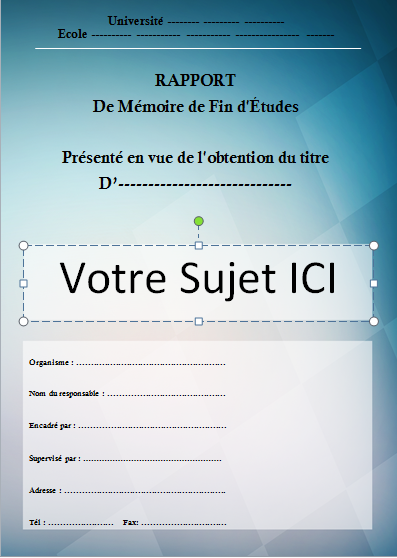 Université -------- --------- ----------
Ecole ---------- ----------- ----------- ---------------- -------
RAPPORT
De Mémoire de Fin d'Études
Présenté en vue de l'obtention du titre
D'-----------------------------
Votre Sujet ICI
Organisme : ……………………………………………
Nom du responsable : …………………………………
Encadré par : ……………………………………………
Supervisé par : …………………………………………
Adresse : ………………………………………………
Tél : …………………… Fax: ………………………